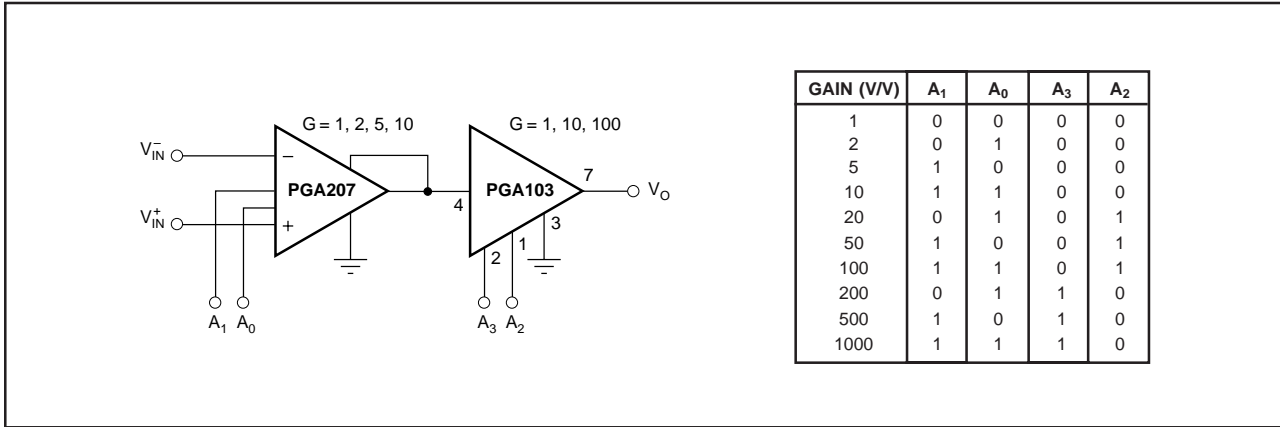 G = 1, 2, 5, 10
G = 1, 10, 100
V⁻IN
–
PGA207
PGA103
7
VO
4
V⁺IN
+
3
1
2
A1 A0
A3 A2
GAIN (V/V) A1 A0 A3 A2
1 0 0 0 0
2 0 1 0 0
5 1 0 0 0
10 1 1 0 0
20 0 1 0 1
50 1 0 0 1
100 1 1 0 1
200 0 1 1 0
500 1 0 1 0
1000 1 1 1 0